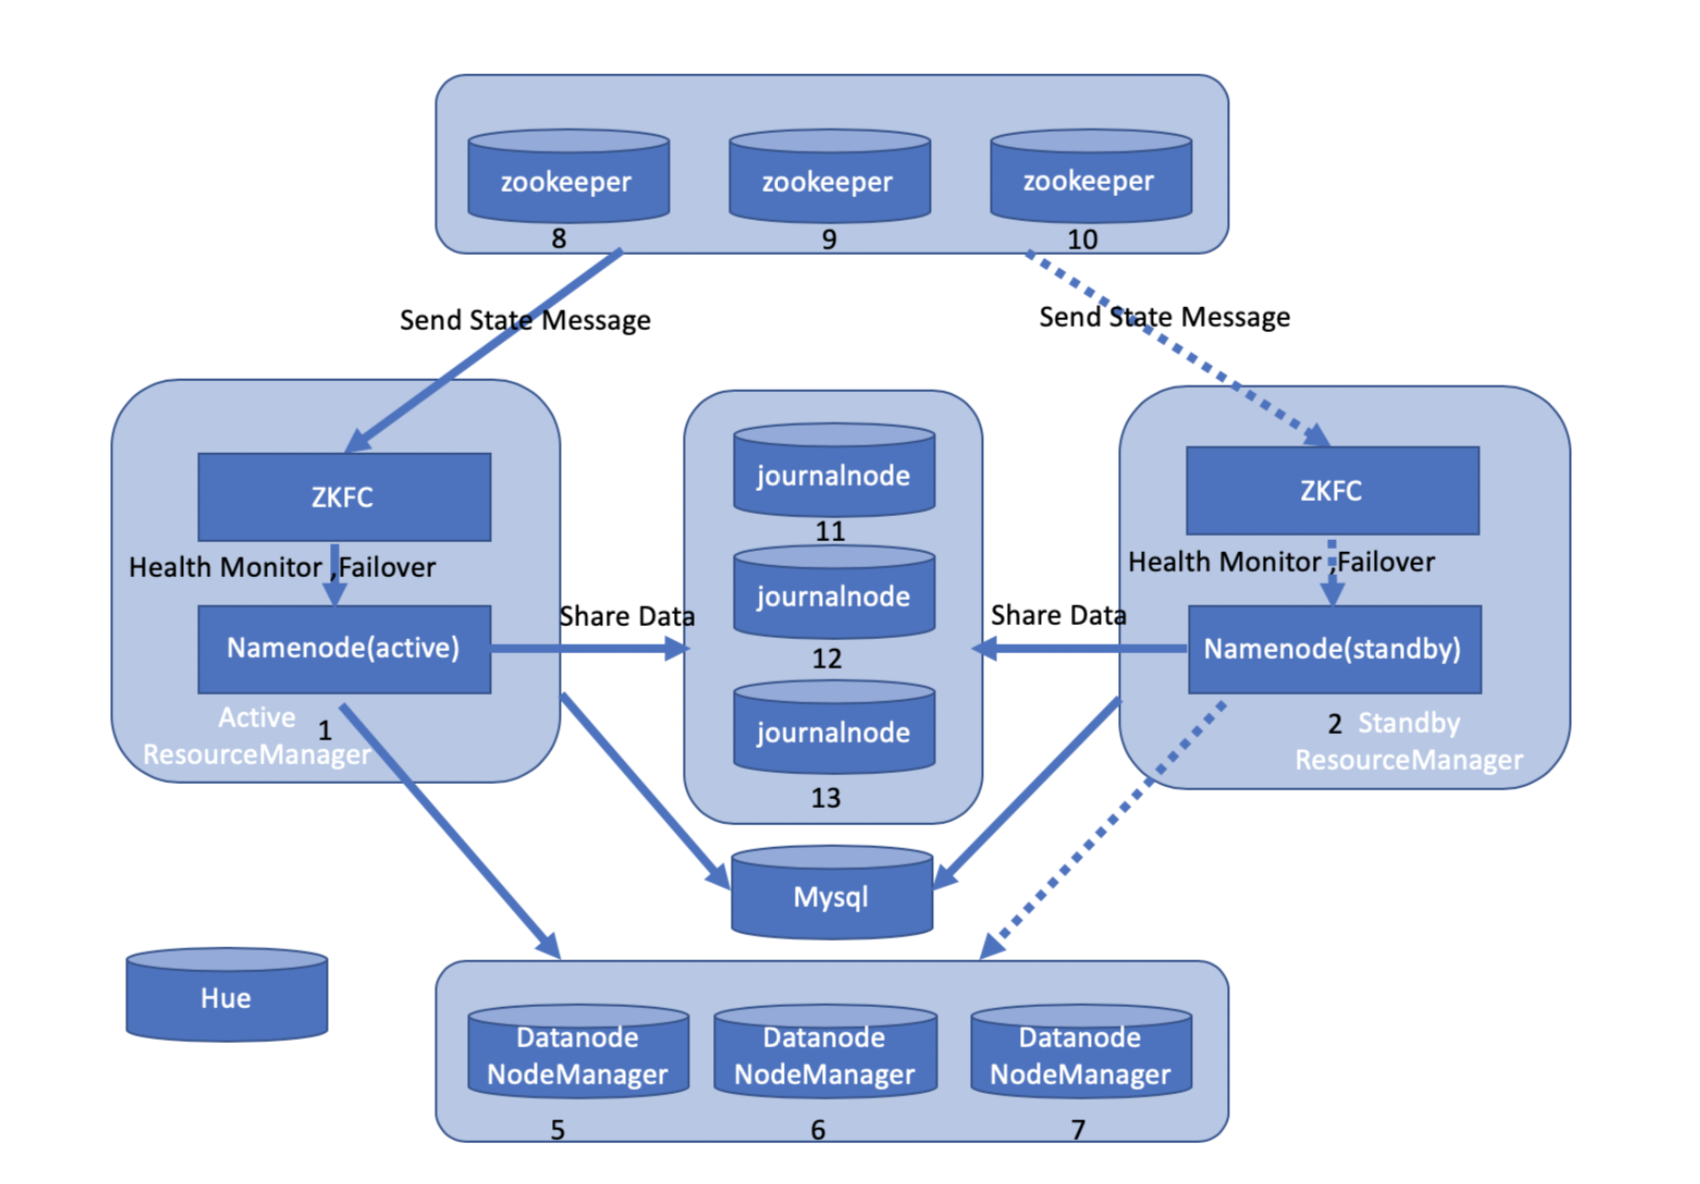 zookeeper
zookeeper
zookeeper
8
9
10
Send State Message
Send State Message
ZKFC
Health Monitor ,Failover
Namenode(active)
Active
ResourceManager
1
Share Data
journalnode
11
journalnode
12
journalnode
13
Share Data
ZKFC
Health Monitor ,Failover
Namenode(standby)
2 Standby
ResourceManager
Mysql
Hue
Datanode
NodeManager
5
Datanode
NodeManager
6
Datanode
NodeManager
7